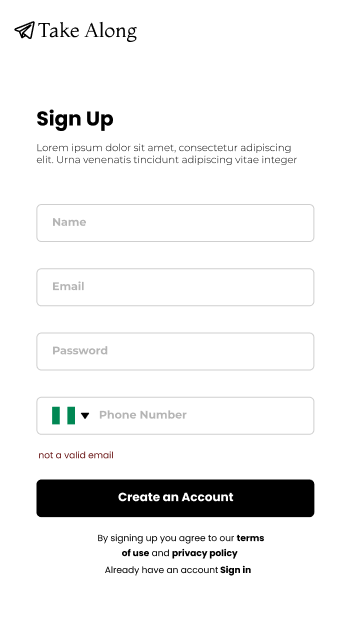 Take Along
Sign Up
Lorem ipsum dolor sit amet, consectetur adipiscing
elit. Urna venenatis tincidunt adipiscing vitae integer
Name
Email
Password
Phone Number
not a valid email
Create an Account
By signing up you agree to our terms
of use and privacy policy
Already have an account Sign in